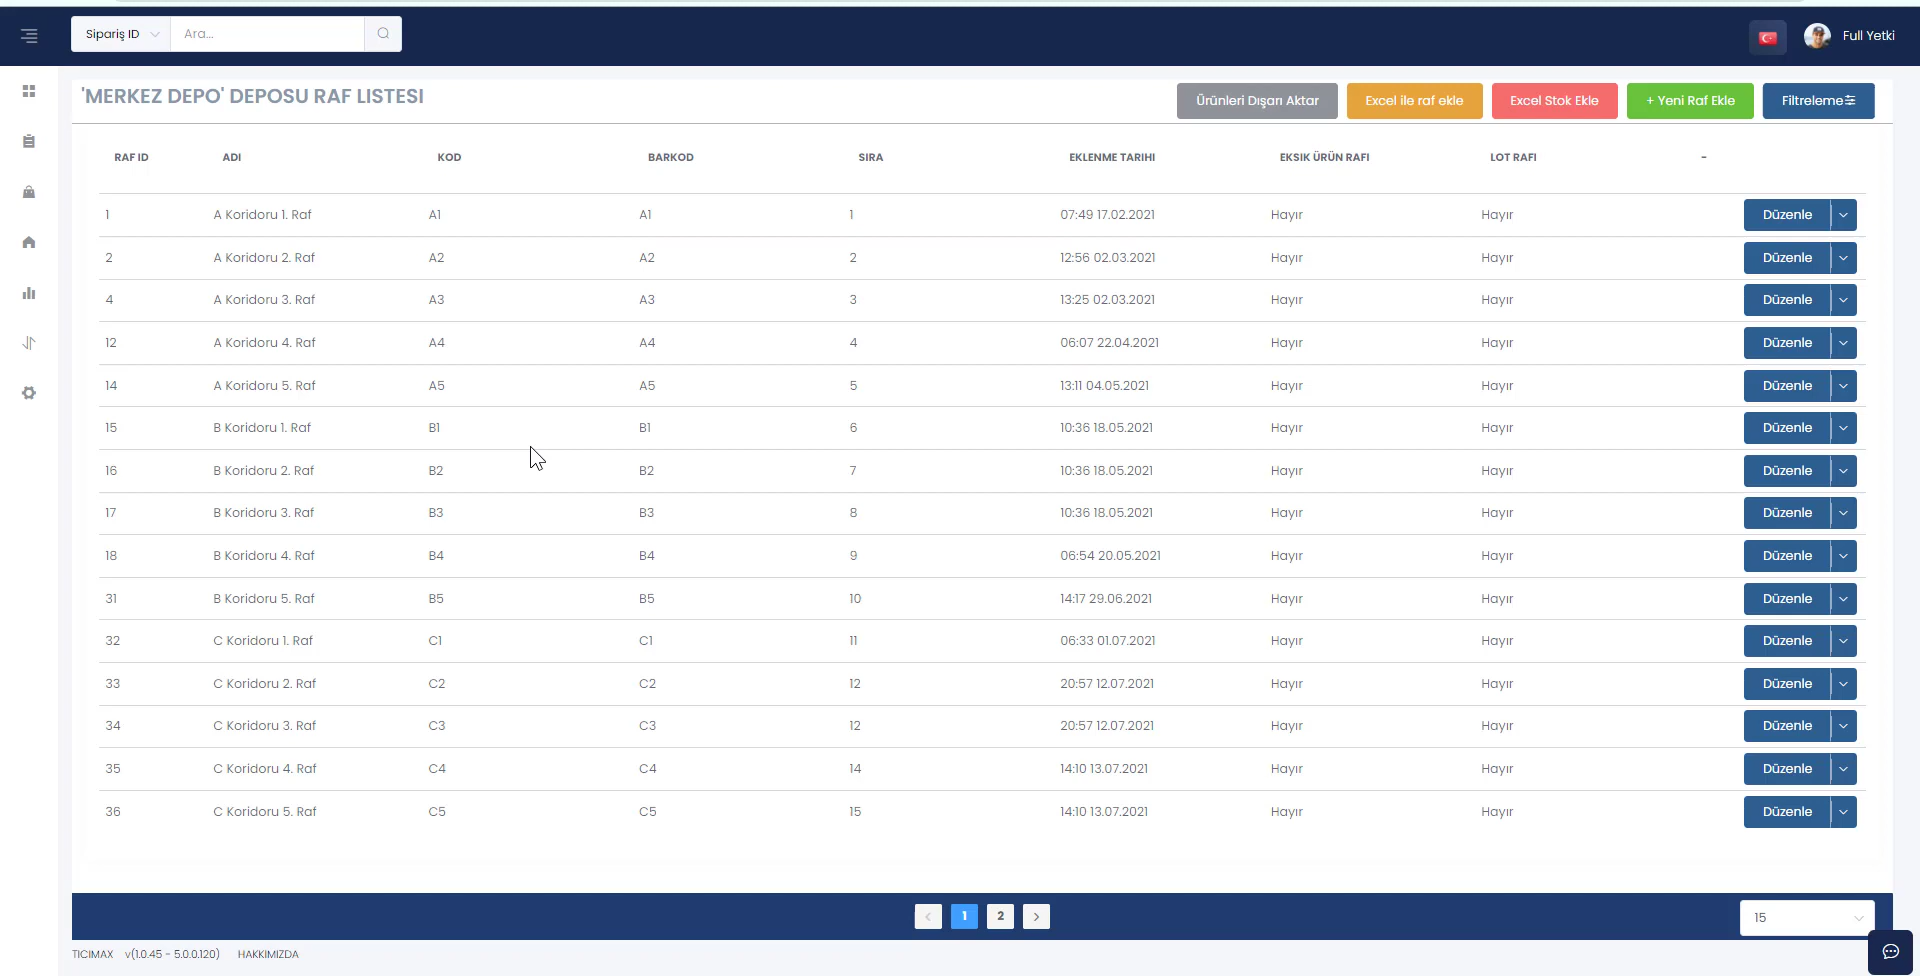 Sipariş ID Ara... Full Yetki
'MERKEZ DEPO' DEPOSU RAF LISTESI Ürünleri Dışarı Aktar Excel ile raf ekle Excel Stok Ekle + Yeni Raf Ekle Filtreleme
RAF ID ADI KOD BARKOD SIRA EKLENME TARIHI EKSIK ÜRÜN RAFI LOT RAFI -
1 A Koridoru 1. Raf A1 A1 1 07:49 17.02.2021 Hayır Hayır Düzenle
2 A Koridoru 2. Raf A2 A2 2 12:56 02.03.2021 Hayır Hayır Düzenle
4 A Koridoru 3. Raf A3 A3 3 13:25 02.03.2021 Hayır Hayır Düzenle
12 A Koridoru 4. Raf A4 A4 4 06:07 22.04.2021 Hayır Hayır Düzenle
14 A Koridoru 5. Raf A5 A5 5 13:11 04.05.2021 Hayır Hayır Düzenle
15 B Koridoru 1. Raf B1 B1 6 10:36 18.05.2021 Hayır Hayır Düzenle
16 B Koridoru 2. Raf B2 B2 7 10:36 18.05.2021 Hayır Hayır Düzenle
17 B Koridoru 3. Raf B3 B3 8 10:36 18.05.2021 Hayır Hayır Düzenle
18 B Koridoru 4. Raf B4 B4 9 06:54 20.05.2021 Hayır Hayır Düzenle
31 B Koridoru 5. Raf B5 B5 10 14:17 29.06.2021 Hayır Hayır Düzenle
32 C Koridoru 1. Raf C1 C1 11 06:33 01.07.2021 Hayır Hayır Düzenle
33 C Koridoru 2. Raf C2 C2 12 20:57 12.07.2021 Hayır Hayır Düzenle
34 C Koridoru 3. Raf C3 C3 12 20:57 12.07.2021 Hayır Hayır Düzenle
35 C Koridoru 4. Raf C4 C4 14 14:10 13.07.2021 Hayır Hayır Düzenle
36 C Koridoru 5. Raf C5 C5 15 14:10 13.07.2021 Hayır Hayır Düzenle
< 1 2 > 15
TICIMAX v(1.0.45 - 5.0.0.120) HAKKIMIZDA